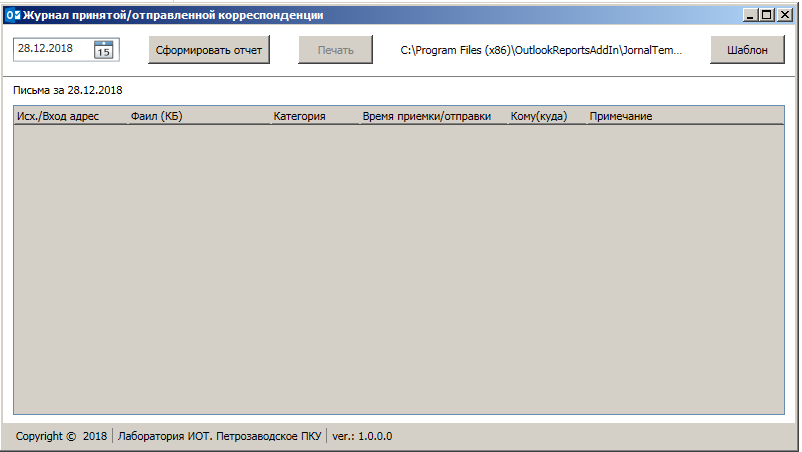 Журнал принятой/отправленной корреспонденции
28.12.2018 15 Сформировать отчет Печать C:\Program Files (x86)\OutlookReportsAddIn\JornalTem... Шаблон
Письма за 28.12.2018
Исх./Вход адрес Фаил (КБ) Категория Время приемки/отправки Кому(куда) Примечание
Copyright © 2018 Лаборатория ИОТ. Петрозаводское ПКУ ver.: 1.0.0.0